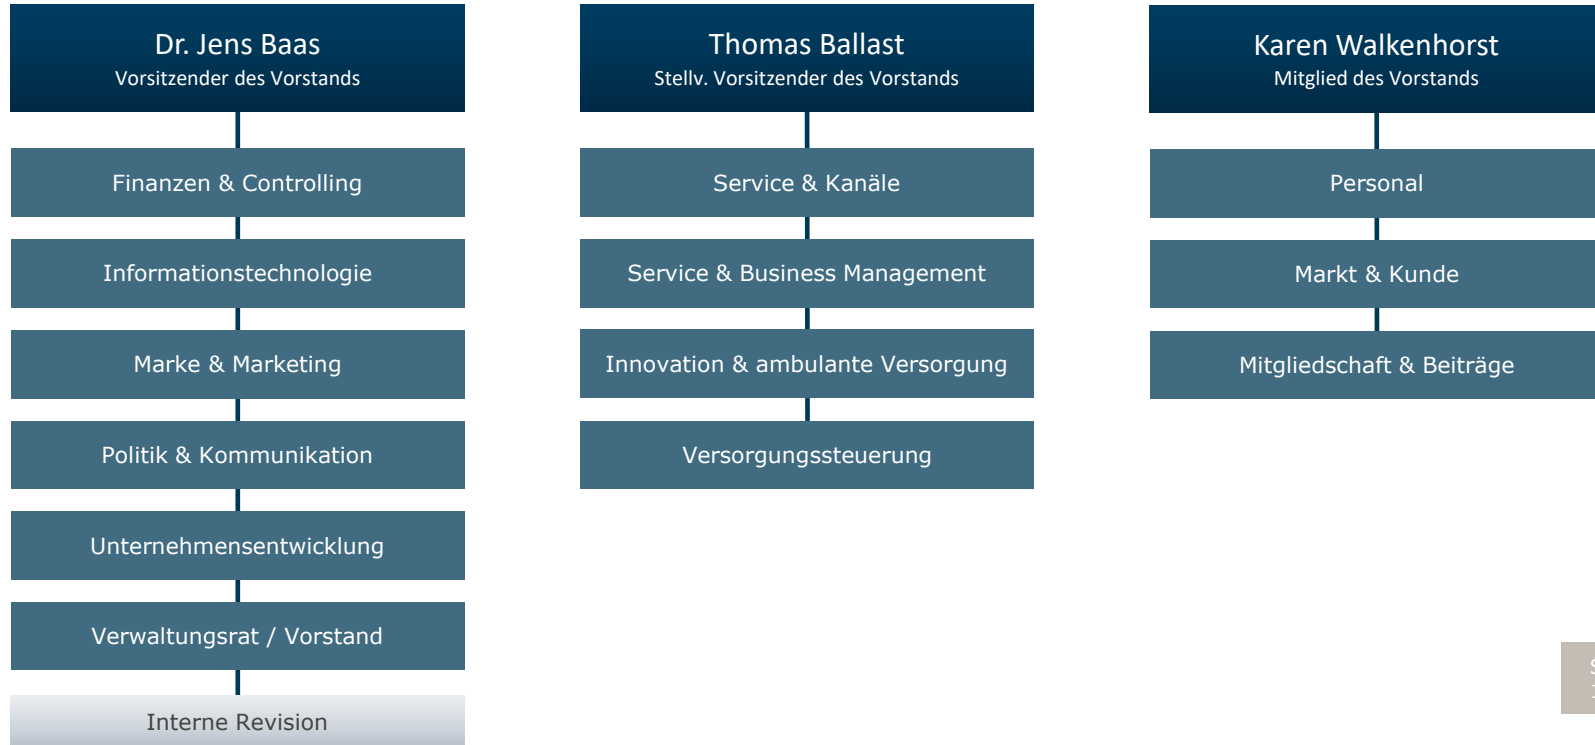 Dr. Jens Baas
Vorsitzender des Vorstands
Finanzen & Controlling
Informationstechnologie
Marke & Marketing
Politik & Kommunikation
Unternehmensentwicklung
Verwaltungsrat / Vorstand
Interne Revision
Thomas Ballast
Stellv. Vorsitzender des Vorstands
Service & Kanäle
Service & Business Management
Innovation & ambulante Versorgung
Versorgungssteuerung
Karen Walkenhorst
Mitglied des Vorstands
Personal
Markt & Kunde
Mitgliedschaft & Beiträge